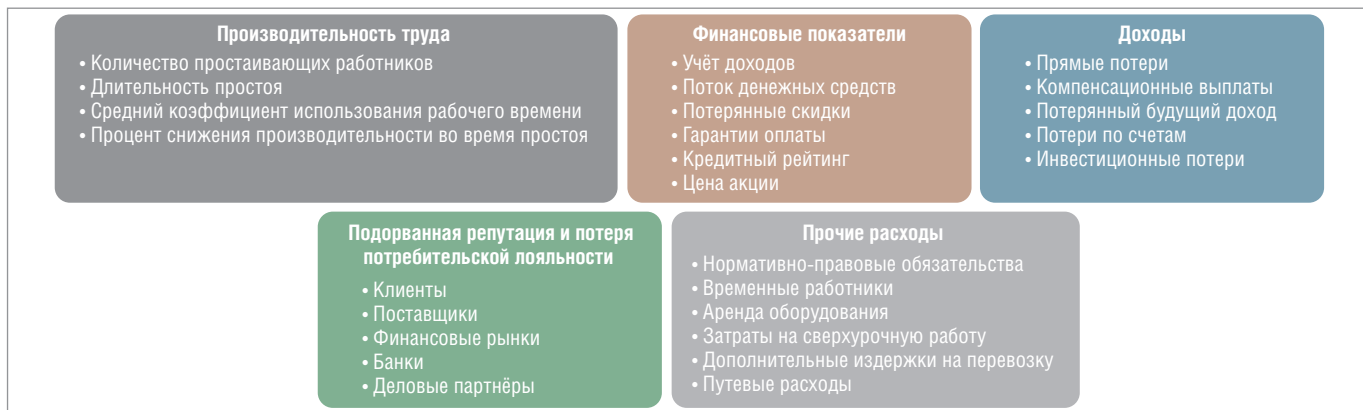 Производительность труда
• Количество простаивающих работников
• Длительность простоя
• Средний коэффициент использования рабочего времени
• Процент снижения производительности во время простоя
Финансовые показатели
• Учёт доходов
• Поток денежных средств
• Потерянные скидки
• Гарантии оплаты
• Кредитный рейтинг
• Цена акции
Доходы
• Прямые потери
• Компенсационные выплаты
• Потерянный будущий доход
• Потери по счетам
• Инвестиционные потери
Подорванная репутация и потеря
потребительской лояльности
• Клиенты
• Поставщики
• Финансовые рынки
• Банки
• Деловые партнёры
Прочие расходы
• Нормативно-правовые обязательства
• Временные работники
• Аренда оборудования
• Затраты на сверхурочную работу
• Дополнительные издержки на перевозку
• Путевые расходы